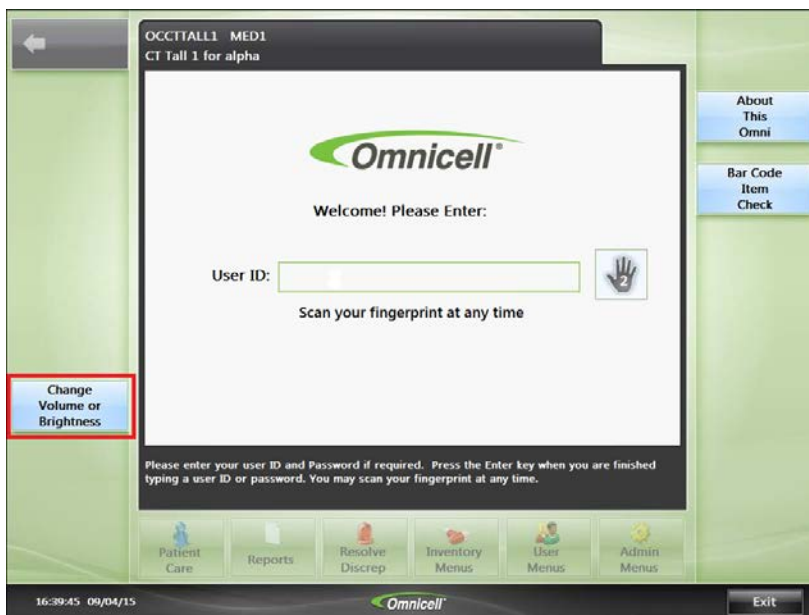 OCCTTALL1 MED1
CT Tall 1 for alpha
About
This
Omni
Bar Code
Item
Check
Omnicell®
Welcome! Please Enter:
User ID:
2
Scan your fingerprint at any time
Change
Volume or
Brightness
Please enter your user ID and Password if required. Press the Enter key when you are finished
typing a user ID or password. You may scan your fingerprint at any time.
Patient
Care
Reports
Resolve
Discrep
Inventory
Menus
User
Menus
Admin
Menus
16:39:45 09/04/15
Omnicell®
Exit